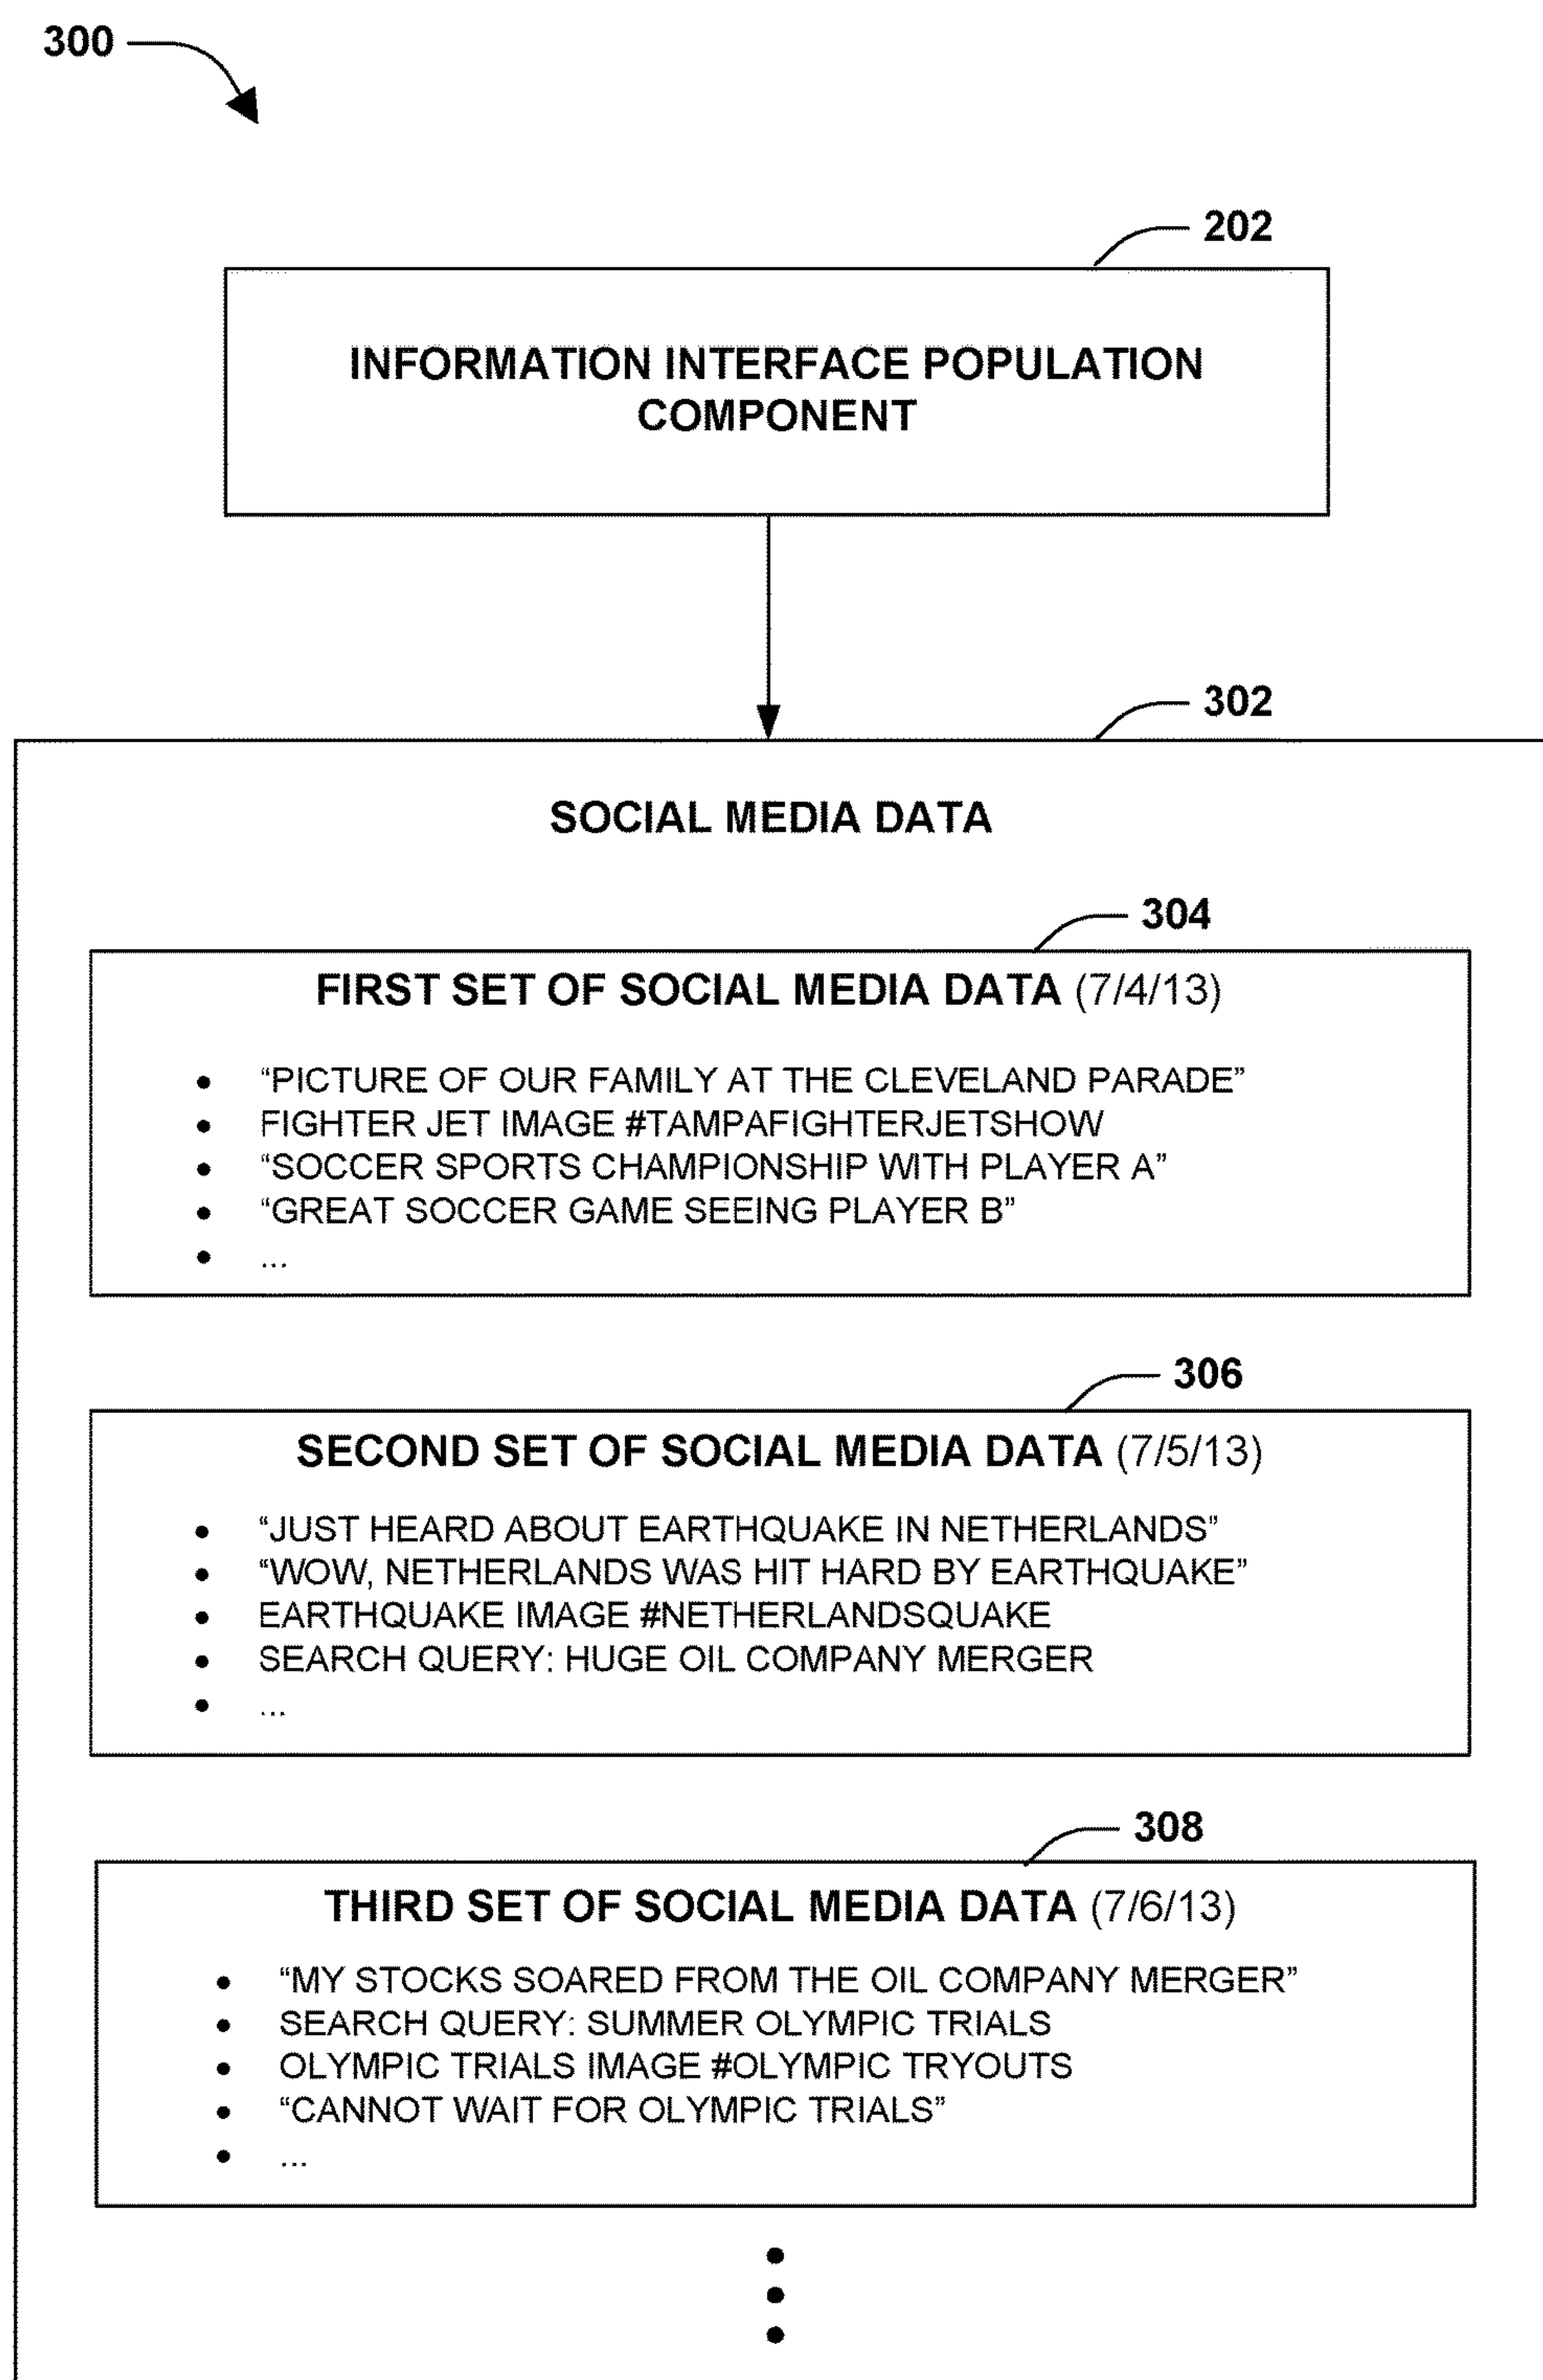 300
202
INFORMATION INTERFACE POPULATION
COMPONENT
302
SOCIAL MEDIA DATA
304
FIRST SET OF SOCIAL MEDIA DATA (7/4/13)
• “PICTURE OF OUR FAMILY AT THE CLEVELAND PARADE”
• FIGHTER JET IMAGE #TAMPAFIGHTERJETSHOW
• “SOCCER SPORTS CHAMPIONSHIP WITH PLAYER A”
• “GREAT SOCCER GAME SEEING PLAYER B”
• ...
306
SECOND SET OF SOCIAL MEDIA DATA (7/5/13)
• “JUST HEARD ABOUT EARTHQUAKE IN NETHERLANDS”
• “WOW, NETHERLANDS WAS HIT HARD BY EARTHQUAKE”
• EARTHQUAKE IMAGE #NETHERLANDSQUAKE
• SEARCH QUERY: HUGE OIL COMPANY MERGER
• ...
308
THIRD SET OF SOCIAL MEDIA DATA (7/6/13)
• “MY STOCKS SOARED FROM THE OIL COMPANY MERGER”
• SEARCH QUERY: SUMMER OLYMPIC TRIALS
• OLYMPIC TRIALS IMAGE #OLYMPIC TRYOUTS
• “CANNOT WAIT FOR OLYMPIC TRIALS”
• ...